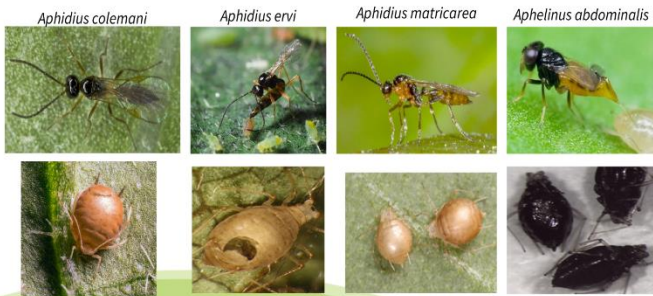 Aphidius colemani
Aphidius ervi
Aphidius matricarea
Aphelinus abdominalis